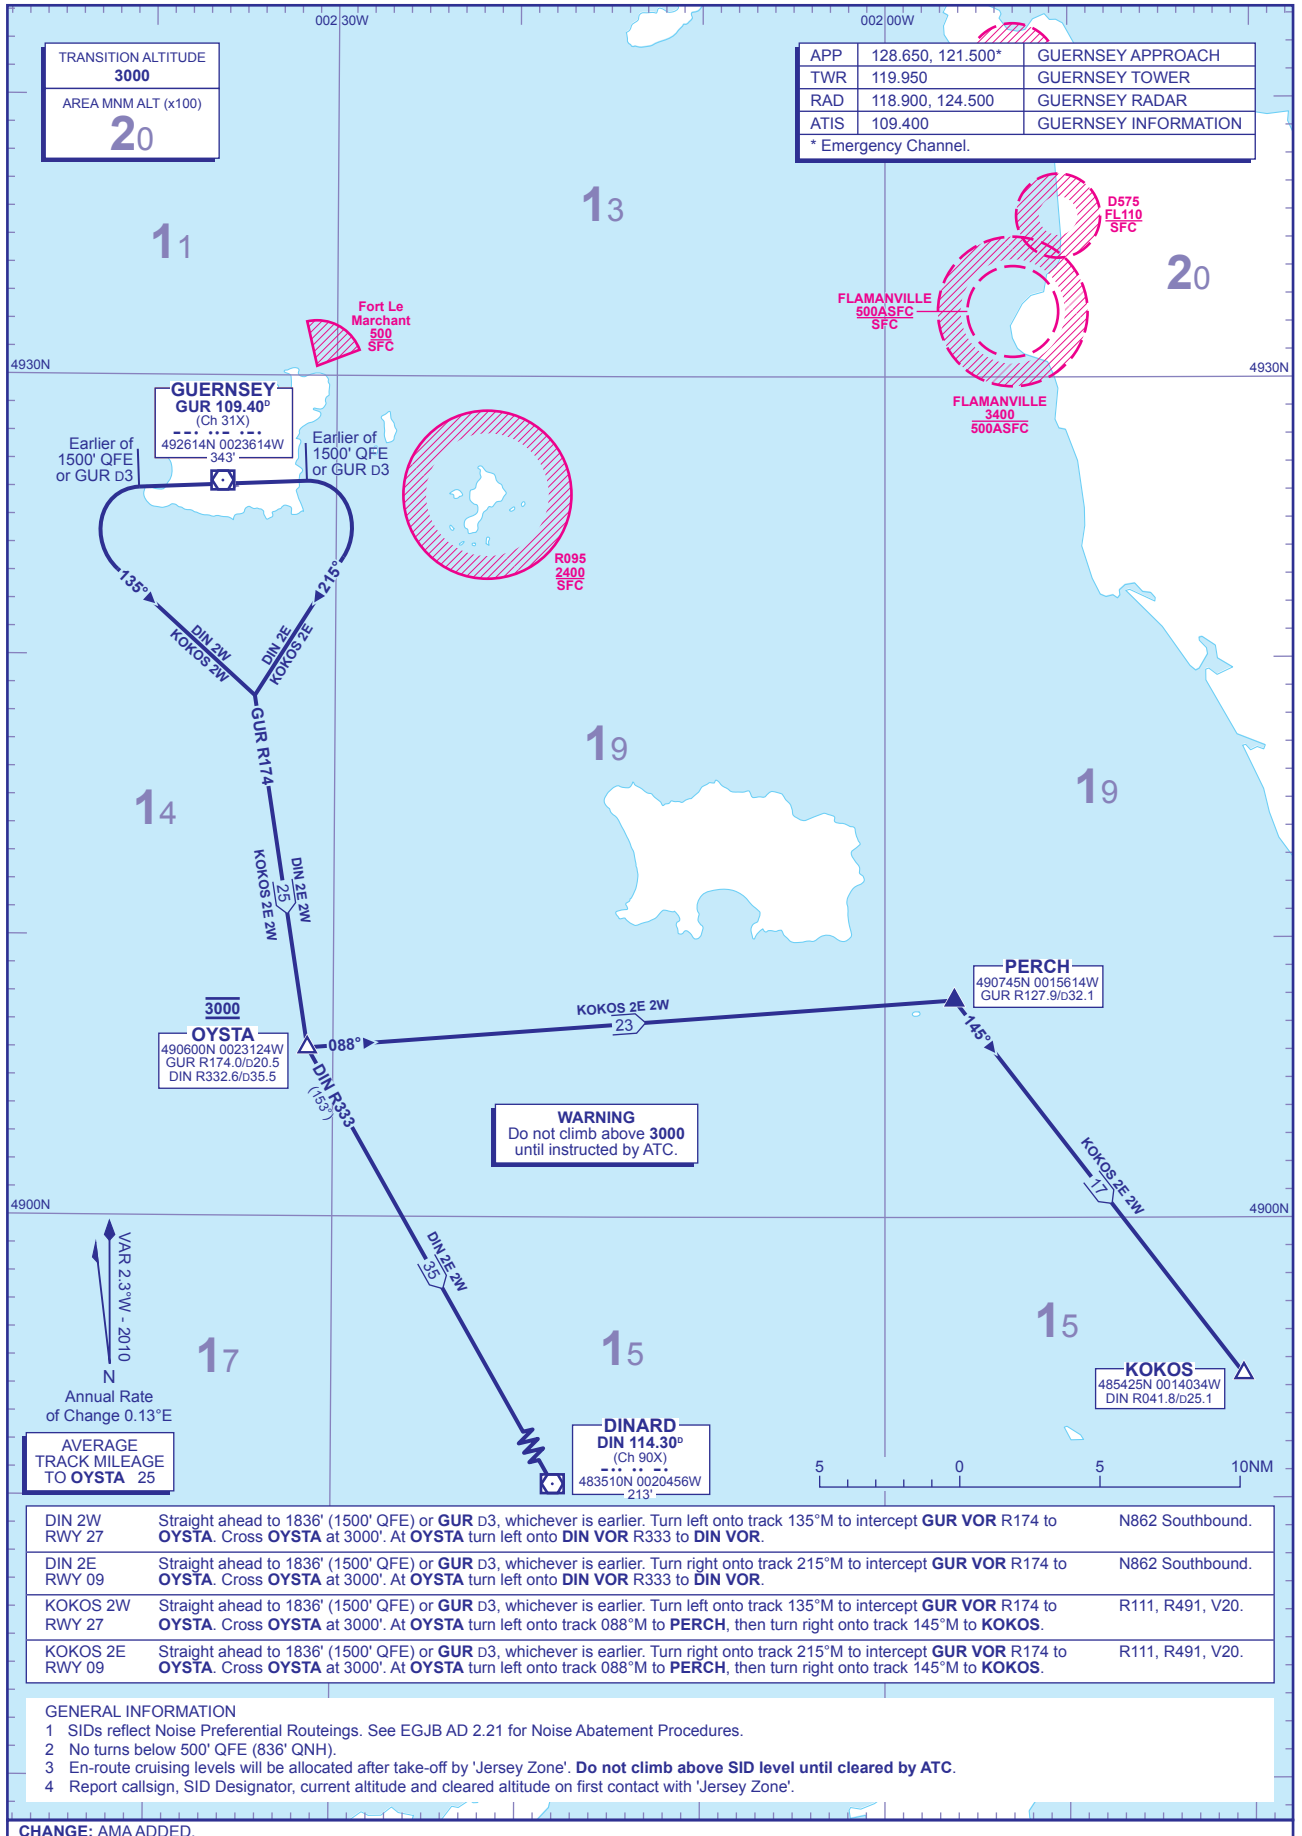 002 30W
002 00W
TRANSITION ALTITUDE
3000
AREA MNM ALT (x100)
20
APP 128.650, 121.500* GUERNSEY APPROACH
TWR 119.950 GUERNSEY TOWER
RAD 118.900, 124.500 GUERNSEY RADAR
ATIS 109.400 GUERNSEY INFORMATION
* Emergency Channel.
11
13
20
D575
FL110
SFC
FLAMANVILLE
500ASFC
SFC
Fort Le
Marchant
500
SFC
4930N
4930N
FLAMANVILLE
3400
500ASFC
GUERNSEY
GUR 109.40ᴰ
(Ch 31X)
492614N 0023614W
343'
Earlier of
1500' QFE
or GUR D3
Earlier of
1500' QFE
or GUR D3
R095
2400
SFC
135°
215°
DIN 2W
KOKOS 2W
DIN 2E
KOKOS 2E
GUR R174
19
14
19
KOKOS 2E 2W
25
DIN 2E 2W
3000
OYSTA
490600N 0023124W
GUR R174.0/D20.5
DIN R332.6/D35.5
088°
KOKOS 2E 2W
23
PERCH
490745N 0015614W
GUR R127.9/D32.1
145°
DIN R333
(153°)
WARNING
Do not climb above 3000
until instructed by ATC.
KOKOS 2E 2W
17
4900N
4900N
DIN 2E 2W
35
VAR 2.3°W - 2010
N
Annual Rate
of Change 0.13°E
17
15
15
KOKOS
485425N 0014034W
DIN R041.8/D25.1
AVERAGE
TRACK MILEAGE
TO OYSTA 25
DINARD
DIN 114.30ᴰ
(Ch 90X)
483510N 0020456W
213'
5 0 5 10NM
DIN 2W Straight ahead to 1836' (1500' QFE) or GUR D3, whichever is earlier. Turn left onto track 135°M to intercept GUR VOR R174 to N862 Southbound.
RWY 27 OYSTA. Cross OYSTA at 3000'. At OYSTA turn left onto DIN VOR R333 to DIN VOR.
DIN 2E Straight ahead to 1836' (1500' QFE) or GUR D3, whichever is earlier. Turn right onto track 215°M to intercept GUR VOR R174 to N862 Southbound.
RWY 09 OYSTA. Cross OYSTA at 3000'. At OYSTA turn left onto DIN VOR R333 to DIN VOR.
KOKOS 2W Straight ahead to 1836' (1500' QFE) or GUR D3, whichever is earlier. Turn left onto track 135°M to intercept GUR VOR R174 to R111, R491, V20.
RWY 27 OYSTA. Cross OYSTA at 3000'. At OYSTA turn left onto track 088°M to PERCH, then turn right onto track 145°M to KOKOS.
KOKOS 2E Straight ahead to 1836' (1500' QFE) or GUR D3, whichever is earlier. Turn right onto track 215°M to intercept GUR VOR R174 to R111, R491, V20.
RWY 09 OYSTA. Cross OYSTA at 3000'. At OYSTA turn left onto track 088°M to PERCH, then turn right onto track 145°M to KOKOS.
GENERAL INFORMATION
1 SIDs reflect Noise Preferential Routeings. See EGJB AD 2.21 for Noise Abatement Procedures.
2 No turns below 500' QFE (836' QNH).
3 En-route cruising levels will be allocated after take-off by 'Jersey Zone'. Do not climb above SID level until cleared by ATC.
4 Report callsign, SID Designator, current altitude and cleared altitude on first contact with 'Jersey Zone'.
CHANGE: AMA ADDED.